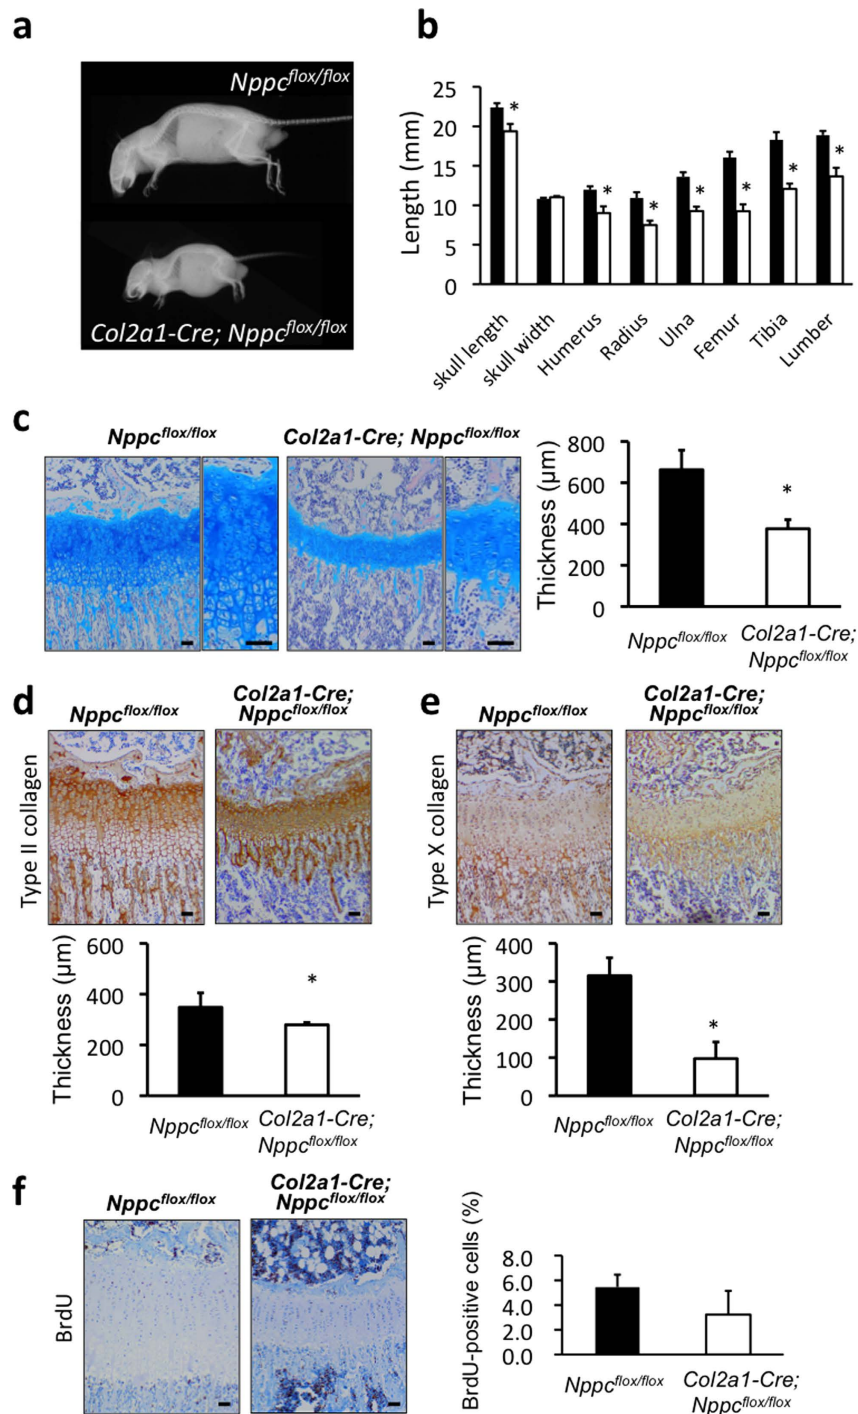 a
Nppcflox/flox
Col2a1-Cre; Nppcflox/flox
b
Length (mm)
25
20
15
10
5
0
*
*
*
*
*
*
*
skull length
skull width
Humerus
Radius
Ulna
Femur
Tibia
Lumber
c
Nppcflox/flox
Col2a1-Cre; Nppcflox/flox
Thickness (µm)
800
600
400
200
0
*
Nppcflox/flox
Col2a1-Cre;
Nppcflox/flox
d
Nppcflox/flox
Col2a1-Cre;
Nppcflox/flox
Type II collagen
Thickness (µm)
600
400
200
0
*
Nppcflox/flox
Col2a1-Cre;
Nppcflox/flox
e
Nppcflox/flox
Col2a1-Cre;
Nppcflox/flox
Type X collagen
Thickness (µm)
400
300
200
100
0
*
Nppcflox/flox
Col2a1-Cre;
Nppcflox/flox
f
Nppcflox/flox
Col2a1-Cre;
Nppcflox/flox
BrdU
BrdU-positive cells (%)
8.0
6.0
4.0
2.0
0.0
Nppcflox/flox
Col2a1-Cre;
Nppcflox/flox